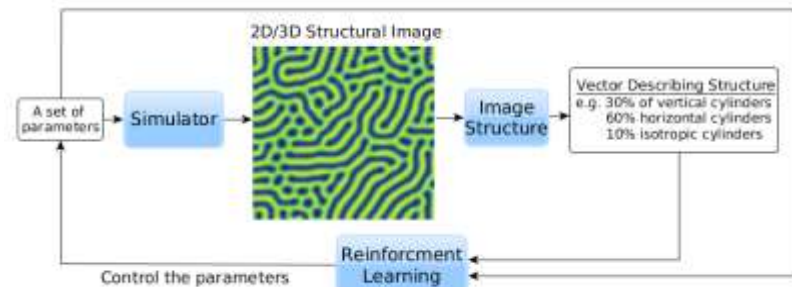 2D/3D Structural Image
A set of
parameters
Simulator
Image
Structure
Vector Describing Structure
e.g. 30% of vertical cylinders
60% horizontal cylinders
10% isotropic cylinders
Reinforcment
Learning
Control the parameters